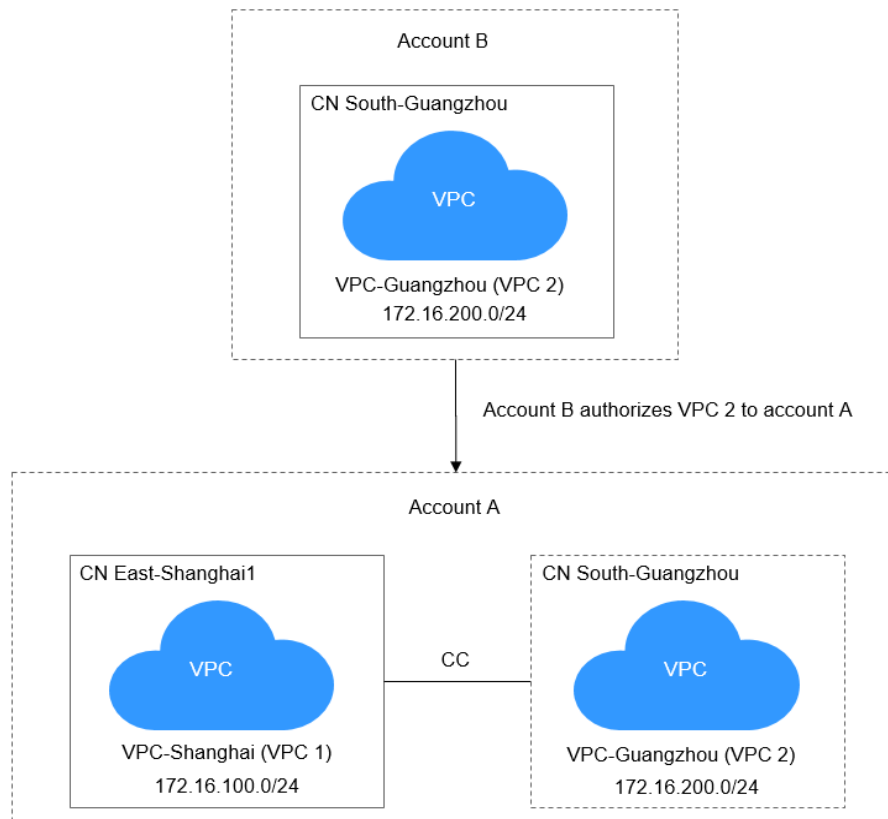 Account B
CN South-Guangzhou
VPC
VPC-Guangzhou (VPC 2)
172.16.200.0/24
Account B authorizes VPC 2 to account A
Account A
CN East-Shanghai1
VPC
VPC-Shanghai (VPC 1)
172.16.100.0/24
CC
CN South-Guangzhou
VPC
VPC-Guangzhou (VPC 2)
172.16.200.0/24